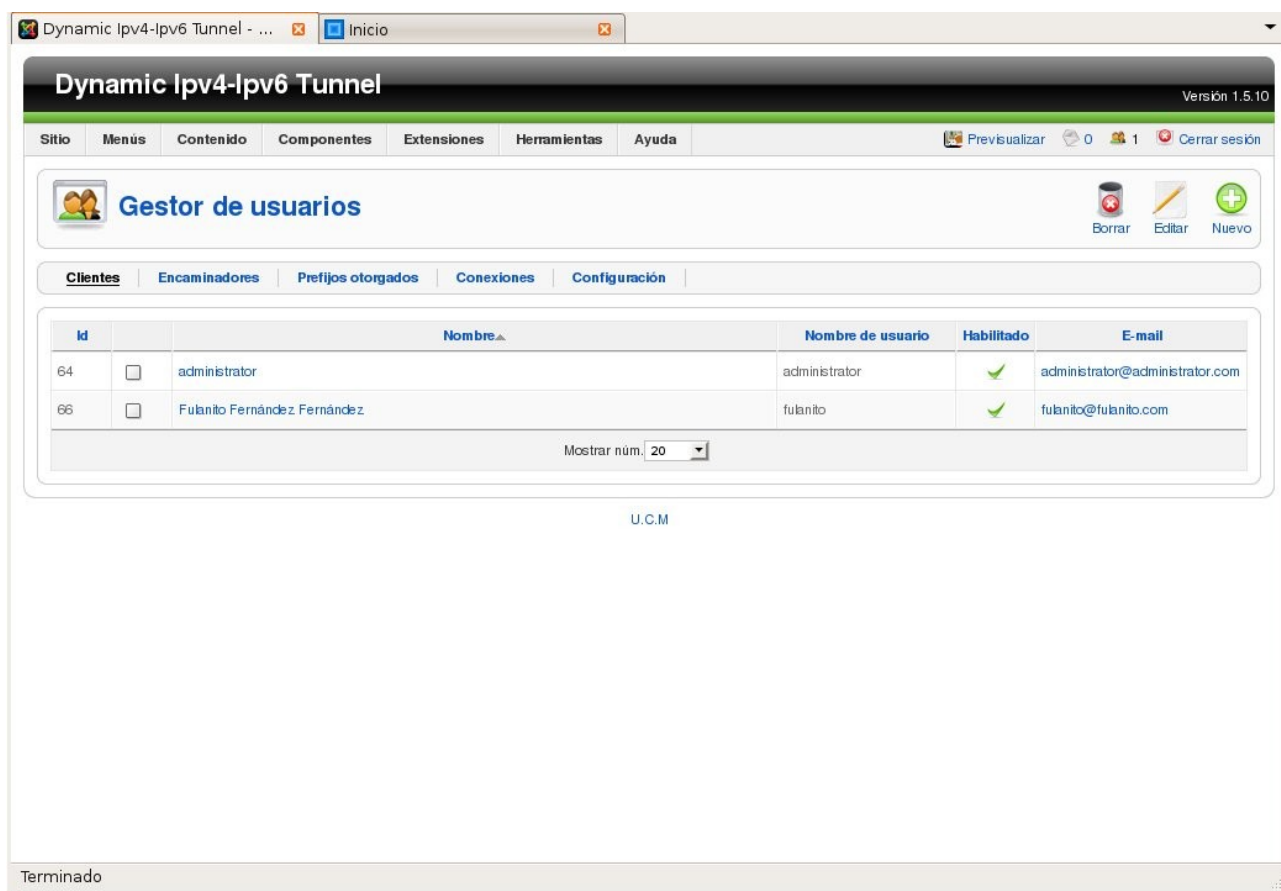 Dynamic Ipv4-Ipv6 Tunnel - ... Inicio
Dynamic Ipv4-Ipv6 Tunnel
Versión 1.5.10
Sitio Menús Contenido Componentes Extensiones Herramientas Ayuda Previsualizar 0 1 Cerrar sesión
Gestor de usuarios
Borrar Editar Nuevo
Clientes Encaminadores Prefijos otorgados Conexiones Configuración
Id Nombre Nombre de usuario Habilitado E-mail
64 administrator administrator administrator@administrator.com
66 Fulanito Fernández Fernández fulanito fulanito@fulanito.com
Mostrar núm. 20
U.C.M
Terminado